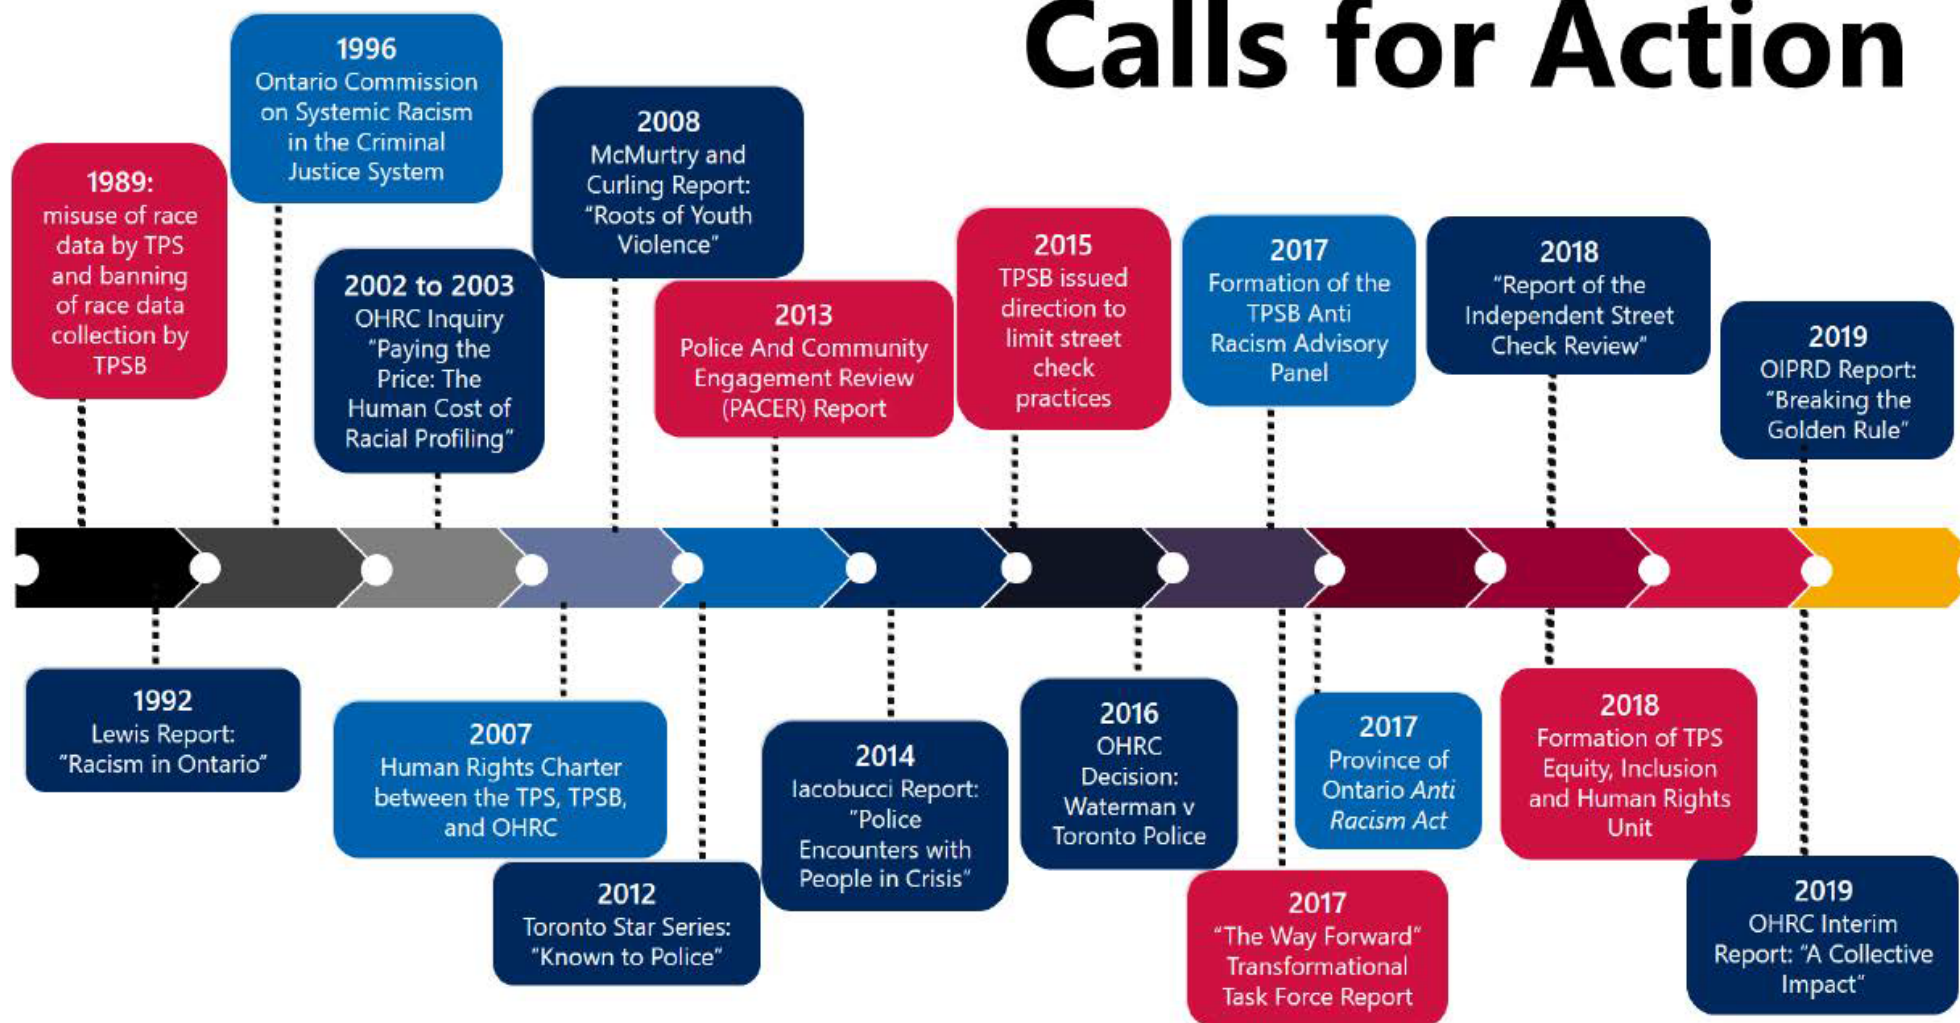 Calls for Action
1989:
misuse of race
data by TPS
and banning
of race data
collection by
TPSB
1996
Ontario Commission
on Systemic Racism
in the Criminal
Justice System
2002 to 2003
OHRC Inquiry
"Paying the
Price: The
Human Cost of
Racial Profiling"
2008
McMurtry and
Curling Report:
"Roots of Youth
Violence"
2013
Police And Community
Engagement Review
(PACER) Report
2015
TPSB issued
direction to
limit street
check
practices
2017
Formation of the
TPSB Anti
Racism Advisory
Panel
2018
"Report of the
Independent Street
Check Review"
2019
OIPRD Report:
"Breaking the
Golden Rule"
1992
Lewis Report:
"Racism in Ontario"
2007
Human Rights Charter
between the TPS, TPSB,
and OHRC
2012
Toronto Star Series:
"Known to Police"
2014
Iacobucci Report:
"Police
Encounters with
People in Crisis"
2016
OHRC
Decision:
Waterman v
Toronto Police
2017
"The Way Forward"
Transformational
Task Force Report
2017
Province of
Ontario Anti
Racism Act
2018
Formation of TPS
Equity, Inclusion
and Human Rights
Unit
2019
OHRC Interim
Report: "A Collective
Impact"